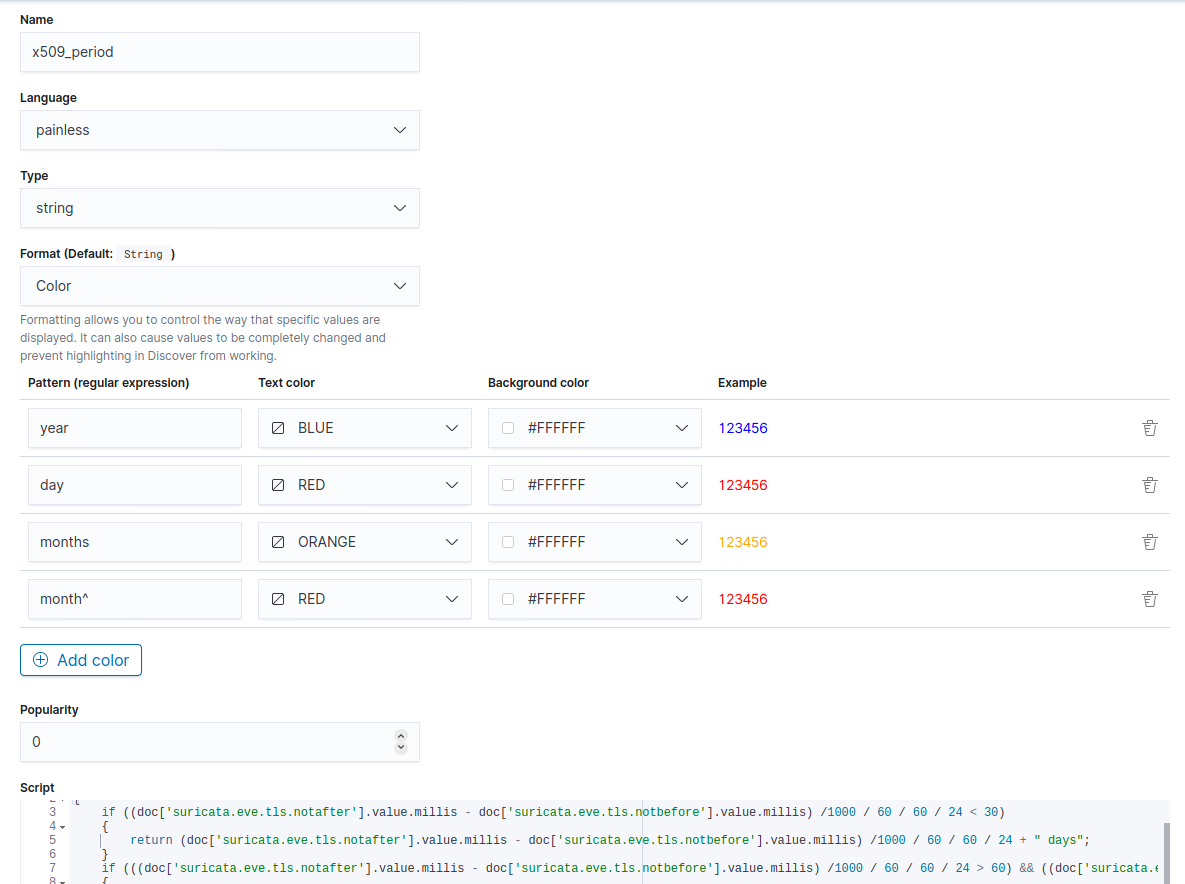 Name
x509_period
Language
painless
Type
string
Format (Default: String )
Color
Formatting allows you to control the way that specific values are
displayed. It can also cause values to be completely changed and
prevent highlighting in Discover from working.
Pattern (regular expression) Text color Background color Example
year BLUE #FFFFFF 123456
day RED #FFFFFF 123456
months ORANGE #FFFFFF 123456
month^ RED #FFFFFF 123456
Add color
Popularity
0
Script
2 {
3 if ((doc['suricata.eve.tls.notafter'].value.millis - doc['suricata.eve.tls.notbefore'].value.millis) /1000 / 60 / 60 / 24 < 30)
4 {
5 return (doc['suricata.eve.tls.notafter'].value.millis - doc['suricata.eve.tls.notbefore'].value.millis) /1000 / 60 / 60 / 24 + " days";
6 }
7 if (((doc['suricata.eve.tls.notafter'].value.millis - doc['suricata.eve.tls.notbefore'].value.millis) /1000 / 60 / 60 / 24 > 60) && ((doc['suricata.e
8 {